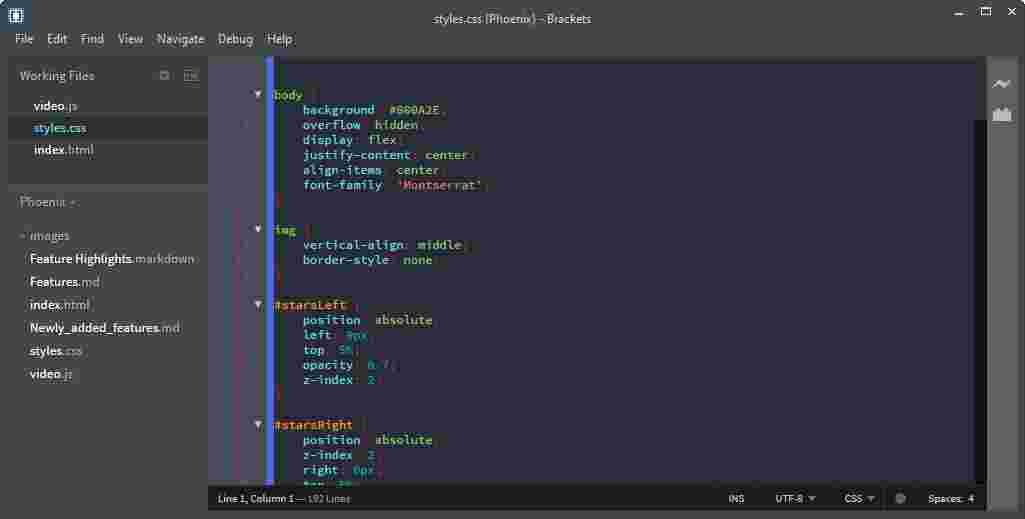 styles.css (Phoenix) - Brackets
File Edit Find View Navigate Debug Help
Working Files
video.js
styles.css
index.html
Phoenix
images
Feature Highlights.markdown
Features.md
index.html
Newly_added_features.md
styles.css
video.js
body {
background
overflow hidden
display: flex
justify-content: center
align-items center
font-family 'Montserrat'
img {
vertical-align: middle
border-style: none
#starsLeft {
position absolute
left: 0px
top
opacity 0.7
z-index: 2
#starsRight {
position absolute
z-index 2
right: 0px
top
Line 1, Column 1 — 192 Lines
INS UTF-8 CSS Spaces: 4